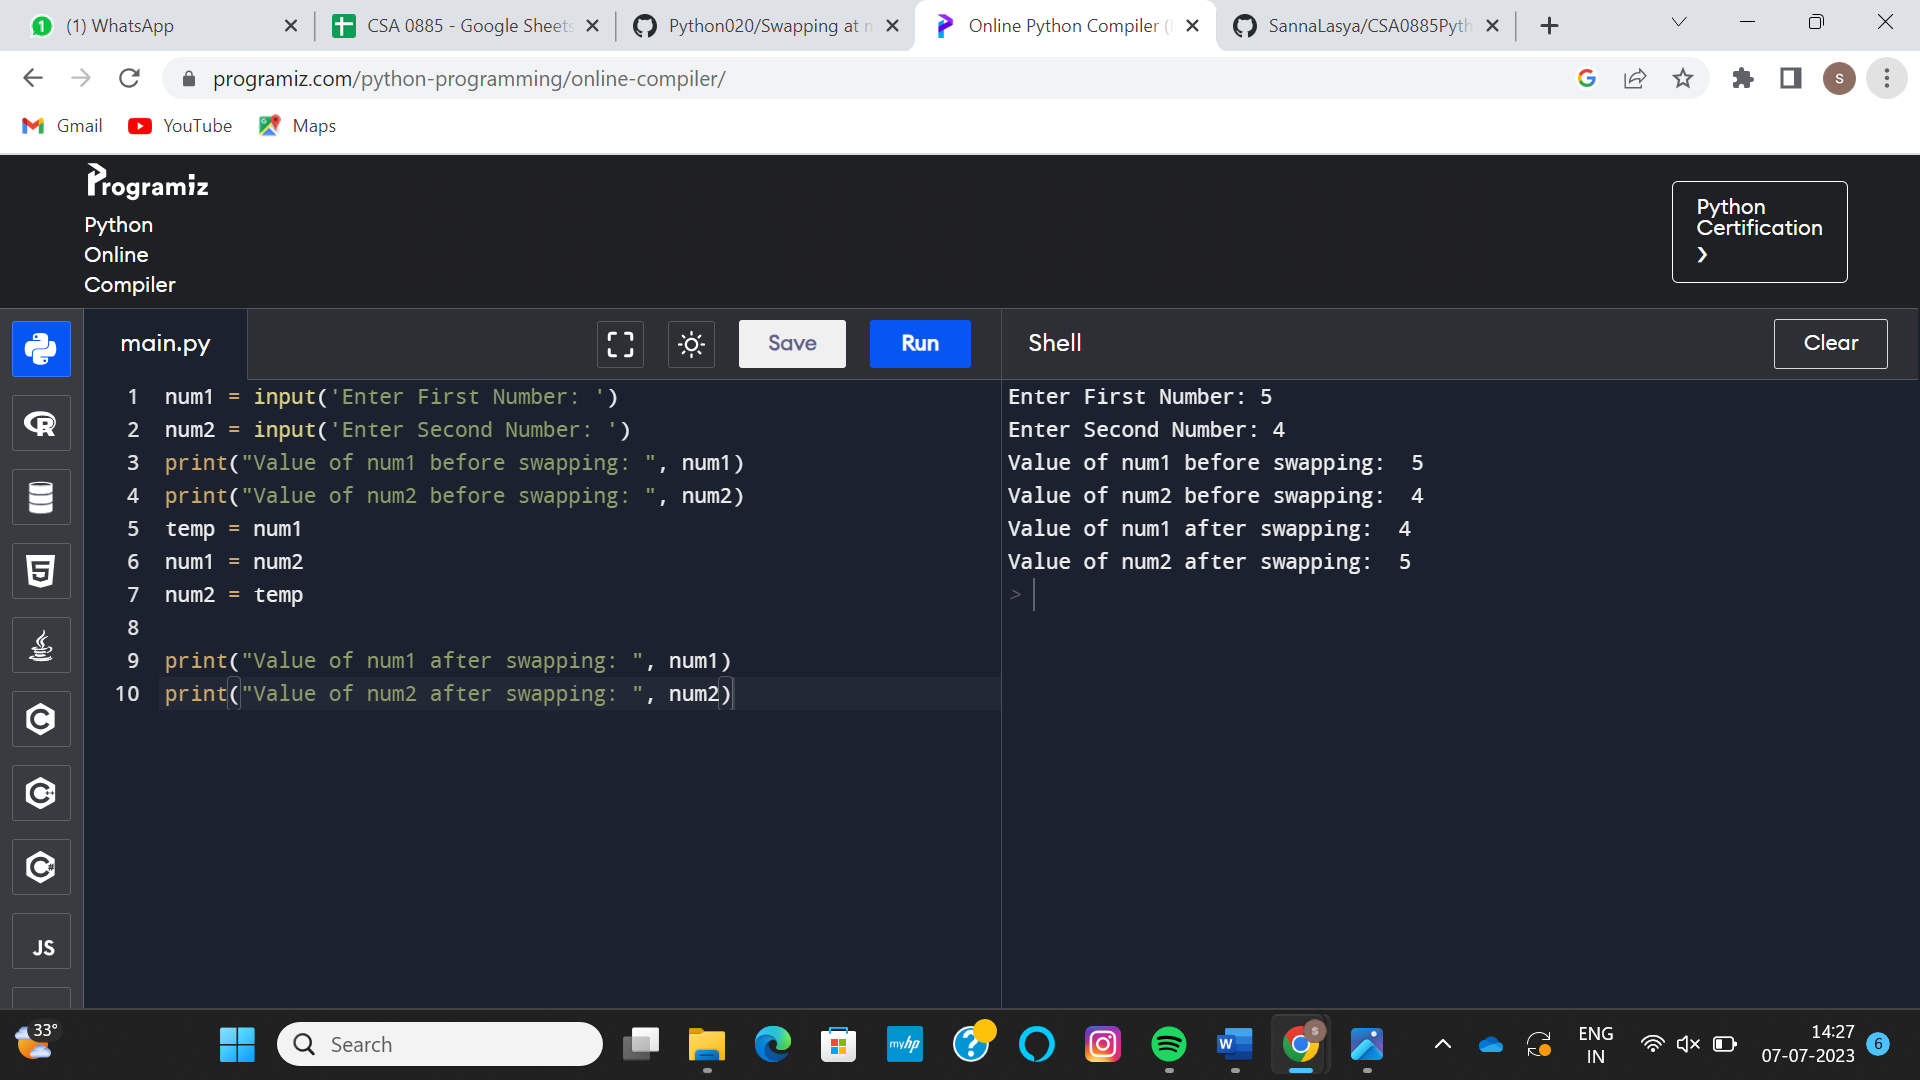 (1) WhatsApp
CSA 0885 - Google Sheets
Python020/Swapping at n
Online Python Compiler (
SannaLasya/CSA0885Pyth
programiz.com/python-programming/online-compiler/
S
Gmail YouTube Maps
Programiz
Python
Online
Compiler
Python
Certification
main.py
Save
Run
Shell
Clear
1 num1 = input('Enter First Number: ')
2 num2 = input('Enter Second Number: ')
3 print("Value of num1 before swapping: ", num1)
4 print("Value of num2 before swapping: ", num2)
5 temp = num1
6 num1 = num2
7 num2 = temp
8
9 print("Value of num1 after swapping: ", num1)
10 print("Value of num2 after swapping: ", num2)
Enter First Number: 5
Enter Second Number: 4
Value of num1 before swapping:  5
Value of num2 before swapping:  4
Value of num1 after swapping:  4
Value of num2 after swapping:  5
>
R
5
C
C++
C#
JS
33°
Search
myhp
?
W
S
ENG
IN
14:27
07-07-2023
6